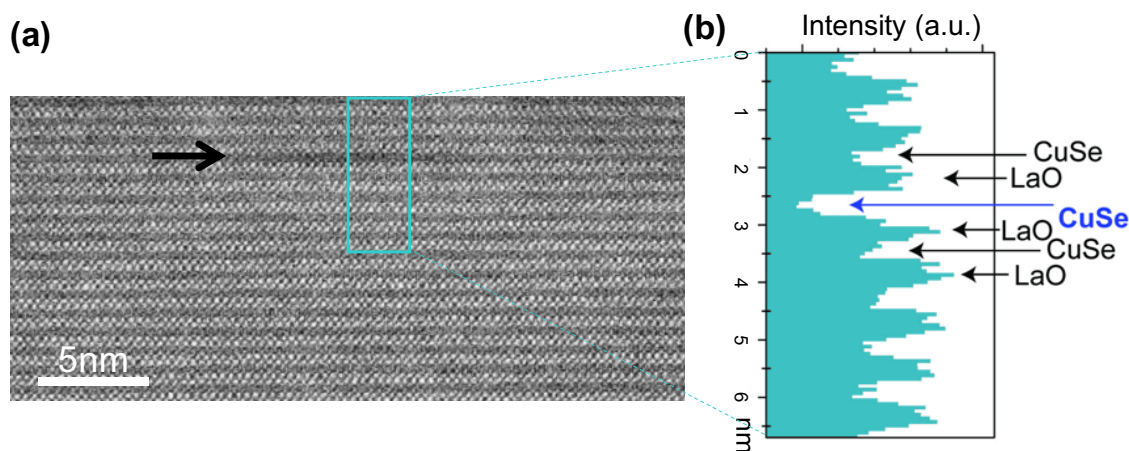 (a)
5nm
(b)
Intensity (a.u.)
0
1
2
3
4
5
6
nm
CuSe
LaO
CuSe
LaO
CuSe
LaO